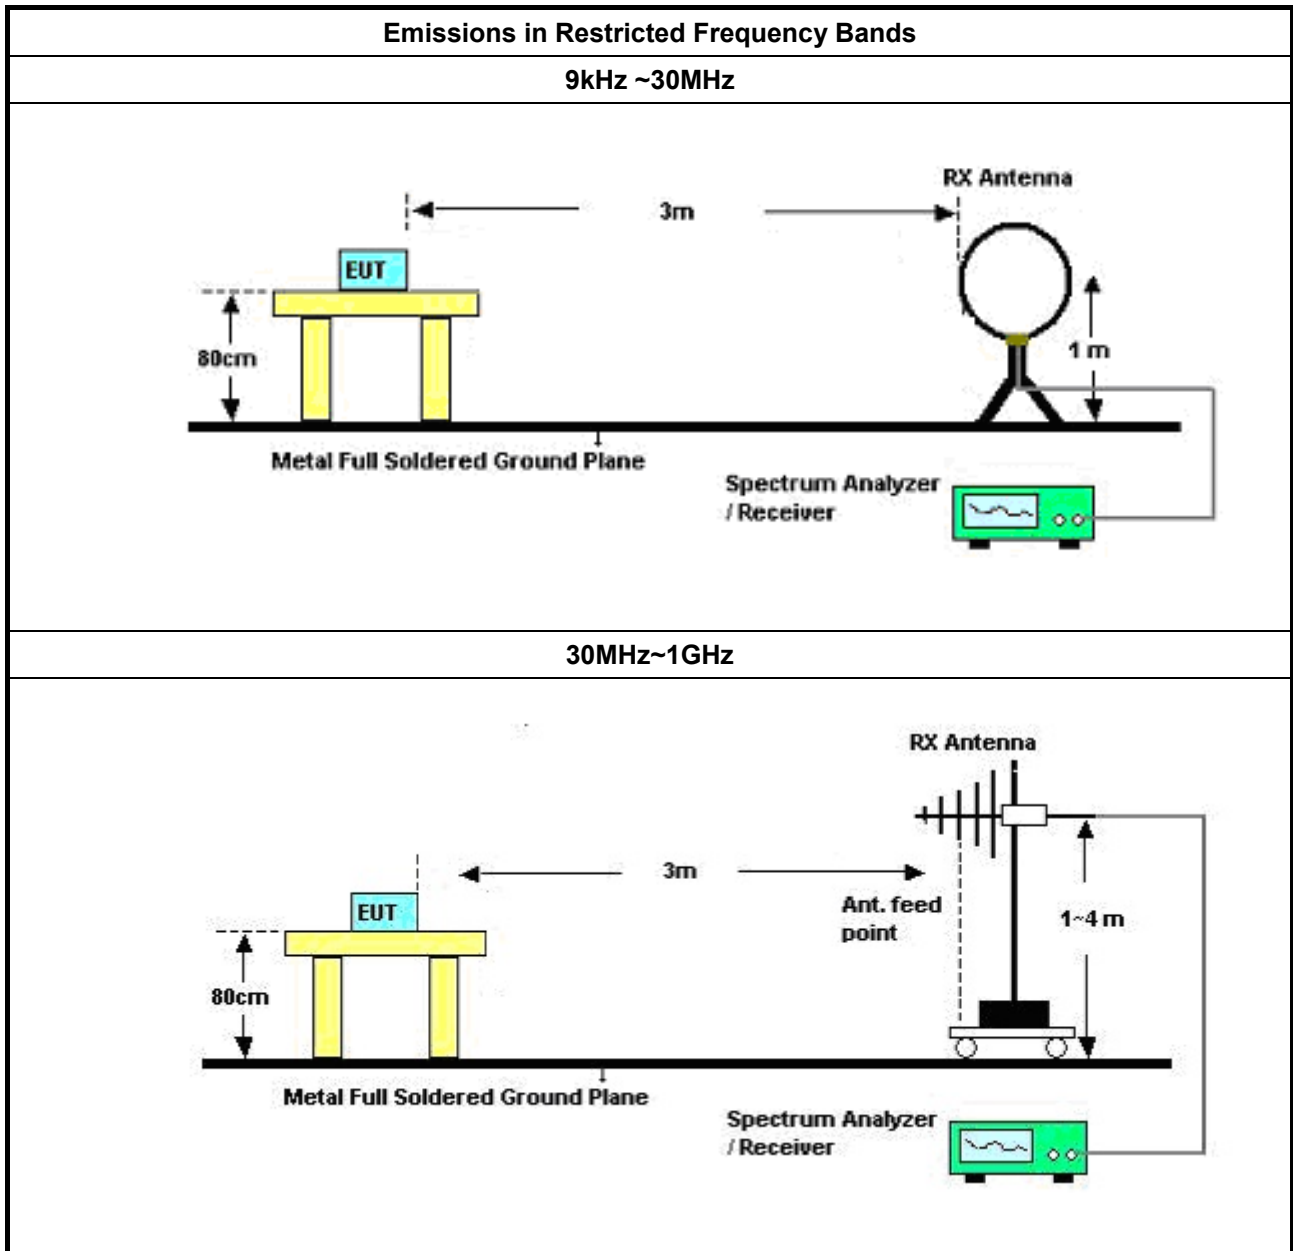 Emissions in Restricted Frequency Bands
9kHz ~30MHz
RX Antenna
3m
EUT
80cm
1 m
Metal Full Soldered Ground Plane
Spectrum Analyzer
/ Receiver
30MHz~1GHz
RX Antenna
3m
EUT
Ant. feed
point
1~4 m
80cm
Metal Full Soldered Ground Plane
Spectrum Analyzer
/ Receiver